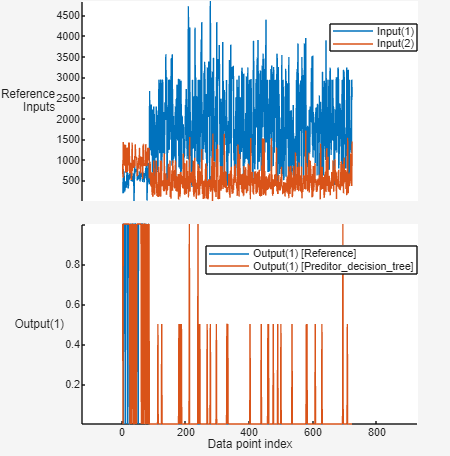 4500
4000
3500
3000
2500
2000
1500
1000
500
Reference
Inputs
Input(1)
Input(2)
0.8
0.6
0.4
0.2
Output(1)
Output(1) [Reference]
Output(1) [Preditor_decision_tree]
0
200
400
600
800
Data point index